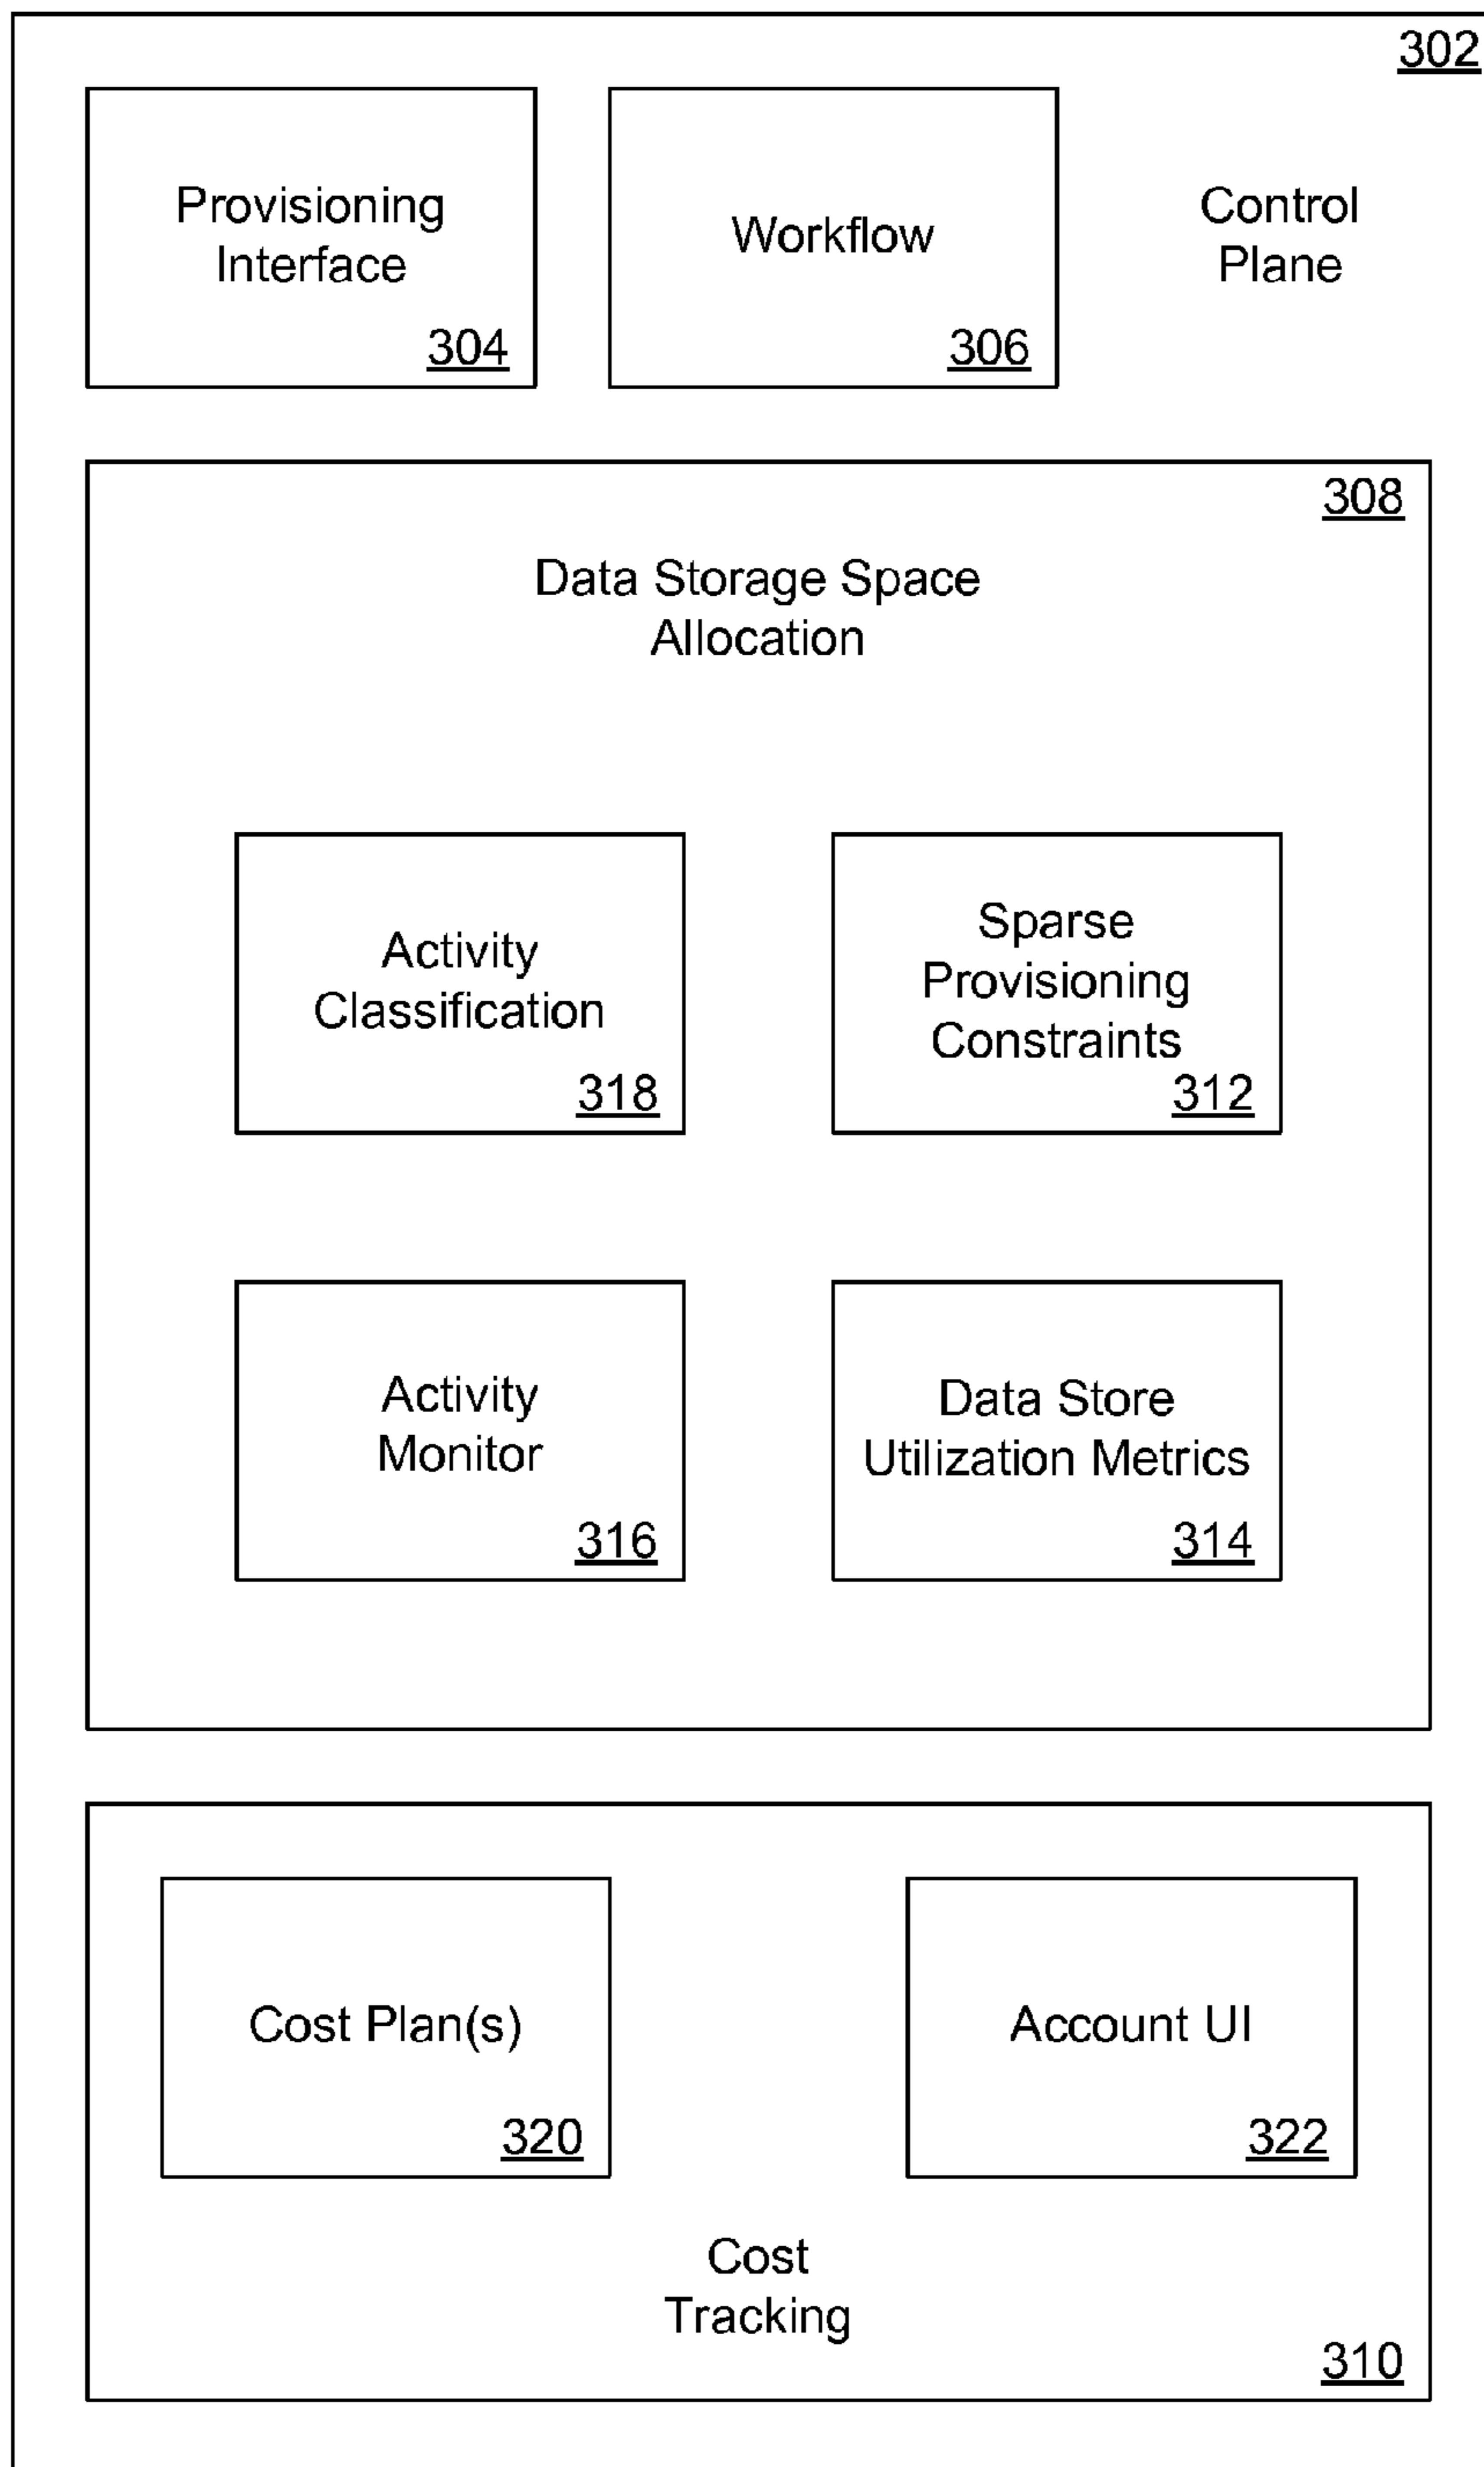 302
Provisioning
Interface
304
Workflow
306
Control
Plane
308
Data Storage Space
Allocation
Activity
Classification
318
Sparse
Provisioning
Constraints
312
Activity
Monitor
316
Data Store
Utilization Metrics
314
Cost Plan(s)
320
Account UI
322
Cost
Tracking
310